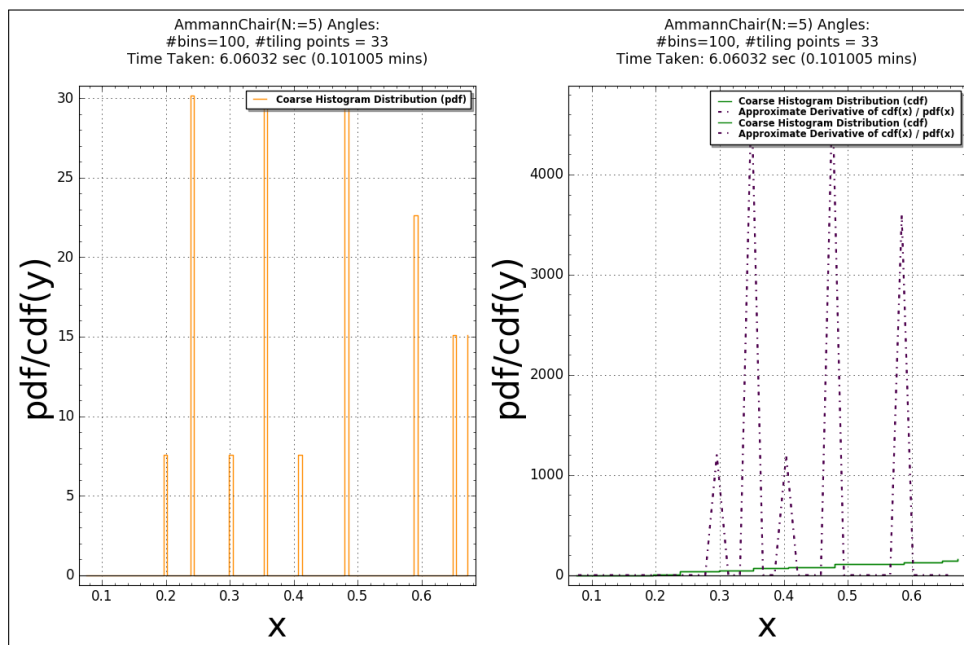 AmmannChair(N:=5) Angles:
#bins=100, #tiling points = 33
Time Taken: 6.06032 sec (0.101005 mins)
Coarse Histogram Distribution (pdf)
30
25
20
15
10
5
0
pdf/cdf(y)
0.1 0.2 0.3 0.4 0.5 0.6
x
AmmannChair(N:=5) Angles:
#bins=100, #tiling points = 33
Time Taken: 6.06032 sec (0.101005 mins)
Coarse Histogram Distribution (cdf)
Approximate Derivative of cdf(x) / pdf(x)
Coarse Histogram Distribution (cdf)
Approximate Derivative of cdf(x) / pdf(x)
4000
3000
2000
1000
0
pdf/cdf(y)
0.1 0.2 0.3 0.4 0.5 0.6
x